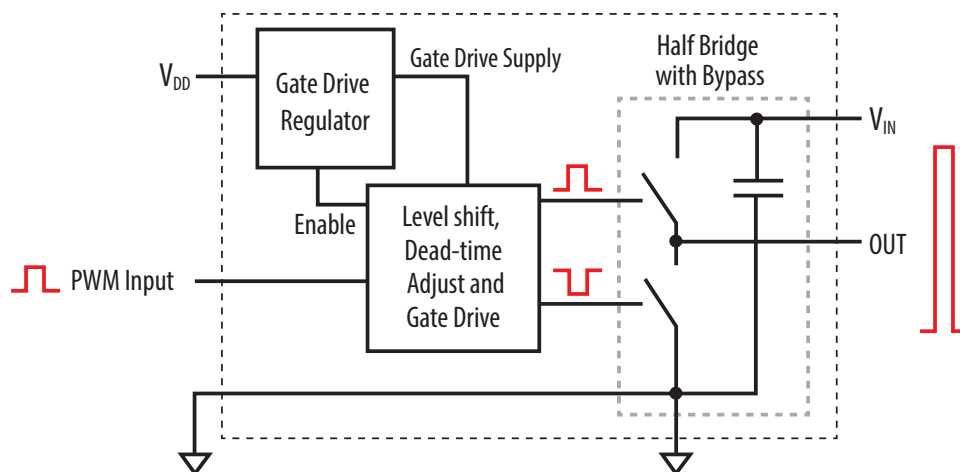 Half Bridge
with Bypass
Gate Drive Supply
V_DD
Gate Drive
Regulator
V_IN
Enable
Level shift,
Dead-time
Adjust and
Gate Drive
OUT
PWM Input